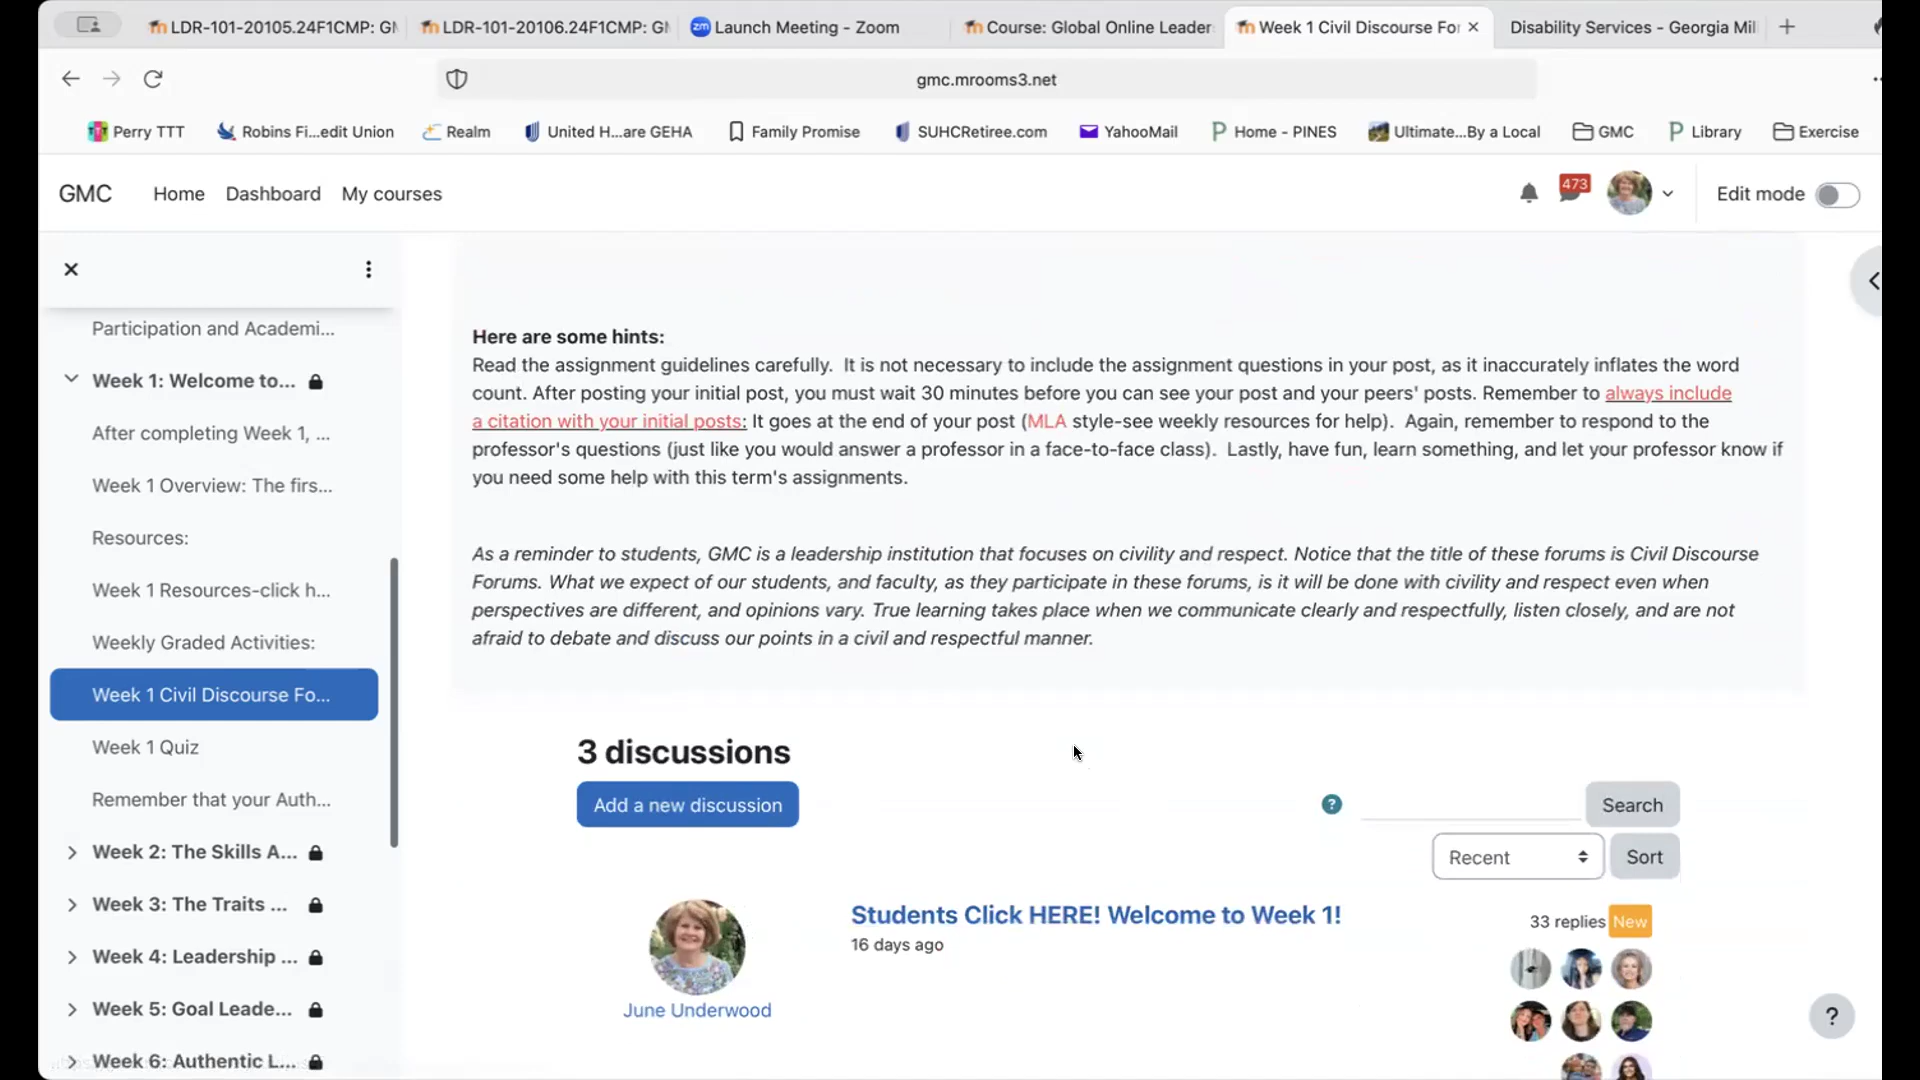 LDR-101-20105.24F1CMP: GM
LDR-101-20106.24F1CMP: GM
zm Launch Meeting - Zoom
Course: Global Online Leader
Week 1 Civil Discourse For
Disability Services - Georgia Mil
gmc.mrooms3.net
TTT Perry TTT
Robins Fi...edit Union
Realm
United H...are GEHA
Family Promise
SUHCRetiree.com
YahooMail
Home - PINES
Ultimate...By a Local
GMC
Library
Exercise
GMC
Home
Dashboard
My courses
473
Edit mode
Participation and Academi...
Week 1: Welcome to...
After completing Week 1, ...
Week 1 Overview: The firs...
Resources:
Week 1 Resources-click h...
Weekly Graded Activities:
Week 1 Civil Discourse Fo...
Week 1 Quiz
Remember that your Auth...
Week 2: The Skills A...
Week 3: The Traits ...
Week 4: Leadership ...
Week 5: Goal Leade...
Week 6: Authentic L...
Here are some hints:
Read the assignment guidelines carefully.  It is not necessary to include the assignment questions in your post, as it inaccurately inflates the word
count. After posting your initial post, you must wait 30 minutes before you can see your post and your peers' posts. Remember to always include
a citation with your initial posts: It goes at the end of your post (MLA style-see weekly resources for help).  Again, remember to respond to the
professor's questions (just like you would answer a professor in a face-to-face class).  Lastly, have fun, learn something, and let your professor know if
you need some help with this term's assignments.
As a reminder to students, GMC is a leadership institution that focuses on civility and respect. Notice that the title of these forums is Civil Discourse
Forums. What we expect of our students, and faculty, as they participate in these forums, is it will be done with civility and respect even when
perspectives are different, and opinions vary. True learning takes place when we communicate clearly and respectfully, listen closely, and are not
afraid to debate and discuss our points in a civil and respectful manner.
3 discussions
Add a new discussion
?
Search
Recent
Sort
Students Click HERE! Welcome to Week 1!
16 days ago
33 replies New
June Underwood
?